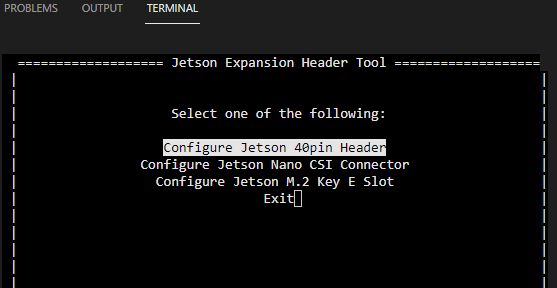 PROBLEMS OUTPUT TERMINAL
=================== Jetson Expansion Header Tool ===================
Select one of the following:
Configure Jetson 40pin Header
Configure Jetson Nano CSI Connector
Configure Jetson M.2 Key E Slot
Exit